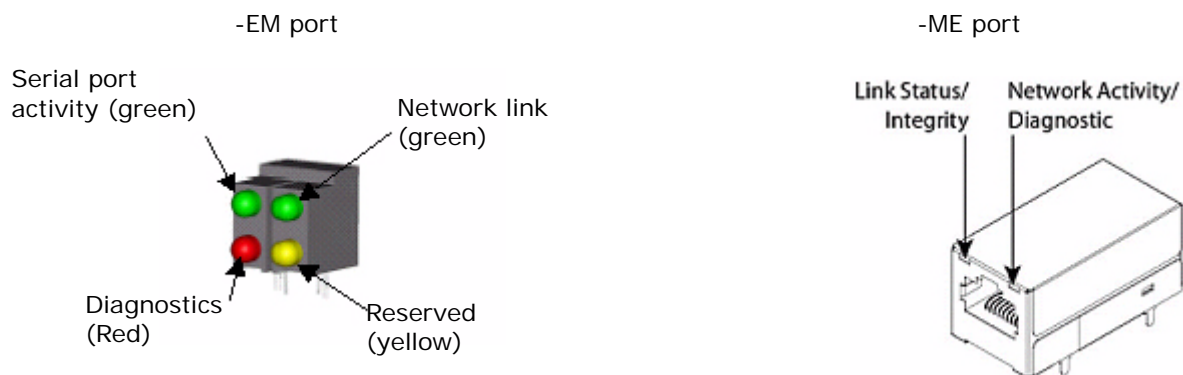 -EM port
-ME port
Serial port
activity (green)
Network link
(green)
Diagnostics
(Red)
Reserved
(yellow)
Link Status/
Integrity
Network Activity/
Diagnostic